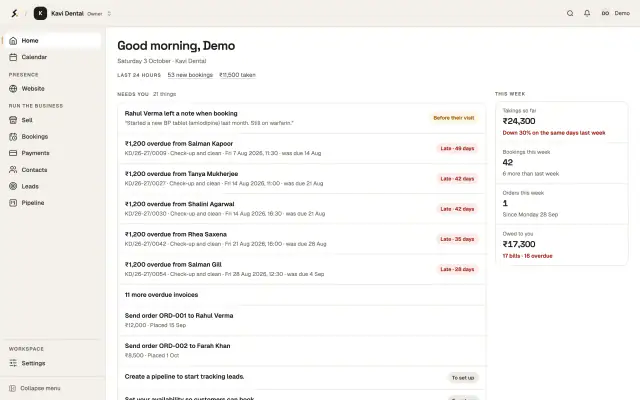 K Kavi Dental Owner
DO Demo
Home
Calendar
PRESENCE
Website
RUN THE BUSINESS
Sell
Bookings
Payments
Contacts
Leads
Pipeline
WORKSPACE
Settings
Collapse menu
Good morning, Demo
Saturday 3 October · Kavi Dental
LAST 24 HOURS 53 new bookings ₹11,500 taken
NEEDS YOU 21 things
Rahul Verma left a note when booking
"Started a new BP tablet (amlodipine) last month. Still on warfarin."
Before their visit
₹1,200 overdue from Salman Kapoor
KD/26-27/0009 · Check-up and clean · Fri 7 Aug 2026, 11:30 · was due 14 Aug
Late · 49 days
₹1,200 overdue from Tanya Mukherjee
KD/26-27/0027 · Check-up and clean · Fri 14 Aug 2026, 11:00 · was due 21 Aug
Late · 42 days
₹1,200 overdue from Shalini Agarwal
KD/26-27/0030 · Check-up and clean · Fri 14 Aug 2026, 16:30 · was due 21 Aug
Late · 42 days
₹1,200 overdue from Rhea Saxena
KD/26-27/0042 · Check-up and clean · Fri 21 Aug 2026, 16:00 · was due 28 Aug
Late · 35 days
₹1,200 overdue from Salman Gill
KD/26-27/0054 · Check-up and clean · Fri 28 Aug 2026, 12:30 · was due 4 Sep
Late · 28 days
11 more overdue invoices
Send order ORD-001 to Rahul Verma
₹12,000 · Placed 15 Sep
Send order ORD-002 to Farah Khan
₹8,500 · Placed 1 Oct
Create a pipeline to start tracking leads.
To set up
Set your availability so customers can book
THIS WEEK
Takings so far
₹24,300
Down 30% on the same days last week
Bookings this week
42
6 more than last week
Orders this week
1
Since Monday 28 Sep
Owed to you
₹17,300
17 bills · 16 overdue